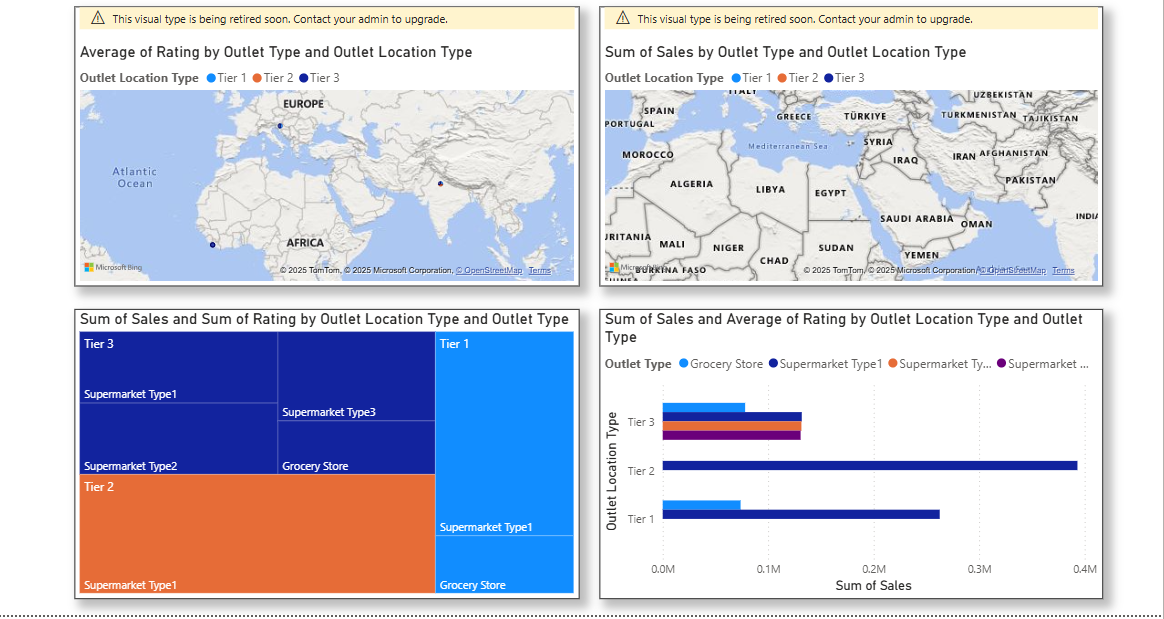 This visual type is being retired soon. Contact your admin to upgrade.
Average of Rating by Outlet Type and Outlet Location Type
Outlet Location Type Tier 1 Tier 2 Tier 3
EUROPE
Atlantic
Ocean
AFRICA
Microsoft Bing
© 2025 TomTom, © 2025 Microsoft Corporation, © OpenStreetMap Terms
This visual type is being retired soon. Contact your admin to upgrade.
Sum of Sales by Outlet Type and Outlet Location Type
Outlet Location Type Tier 1 Tier 2 Tier 3
ITALY
UZBEKISTAN
SPAIN
PORTUGAL
GREECE
TÜRKIYE
TURKMENISTAN
TAJIKISTAN
Mediterranean Sea
SYRIA
MOROCCO
IRAQ
IRAN
AFGHANISTAN
ALGERIA
LIBYA
EGYPT
PAKISTAN
SAUDI ARABIA
OMAN
INDIA
URITANIA
MALI
NIGER
SUDAN
CHAD
YEMEN
BURKINA FASO
© 2025 TomTom, © 2025 Microsoft Corporation, © OpenStreetMap Terms
Sum of Sales and Sum of Rating by Outlet Location Type and Outlet Type
Tier 3
Supermarket Type1
Supermarket Type3
Supermarket Type2
Grocery Store
Tier 2
Supermarket Type1
Tier 1
Supermarket Type1
Grocery Store
Sum of Sales and Average of Rating by Outlet Location Type and Outlet
Type
Outlet Type Grocery Store Supermarket Type1 Supermarket Ty... Supermarket ...
Outlet Location Type
Tier 3
Tier 2
Tier 1
0.0M 0.1M 0.2M 0.3M 0.4M
Sum of Sales